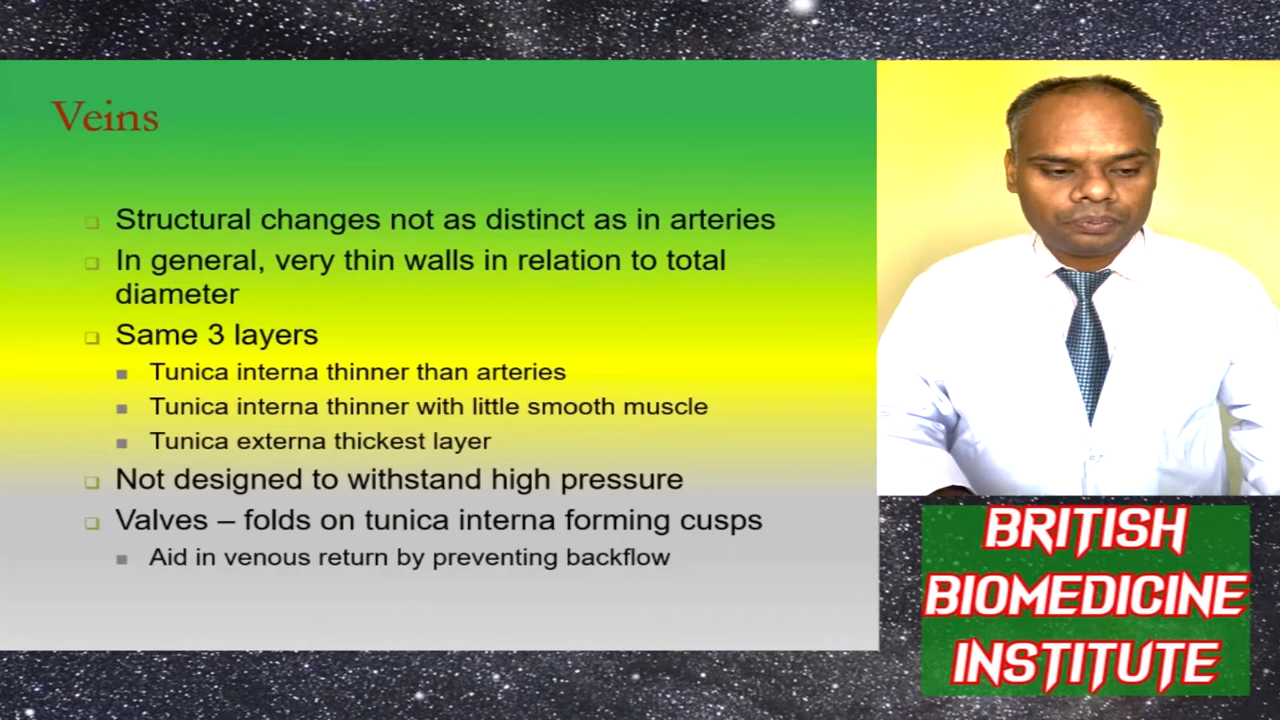 Veins
Structural changes not as distinct as in arteries
In general, very thin walls in relation to total
diameter
Same 3 layers
Tunica interna thinner than arteries
Tunica interna thinner with little smooth muscle
Tunica externa thickest layer
Not designed to withstand high pressure
Valves – folds on tunica interna forming cusps
Aid in venous return by preventing backflow
BRITISH
BIOMEDICINE
INSTITUTE